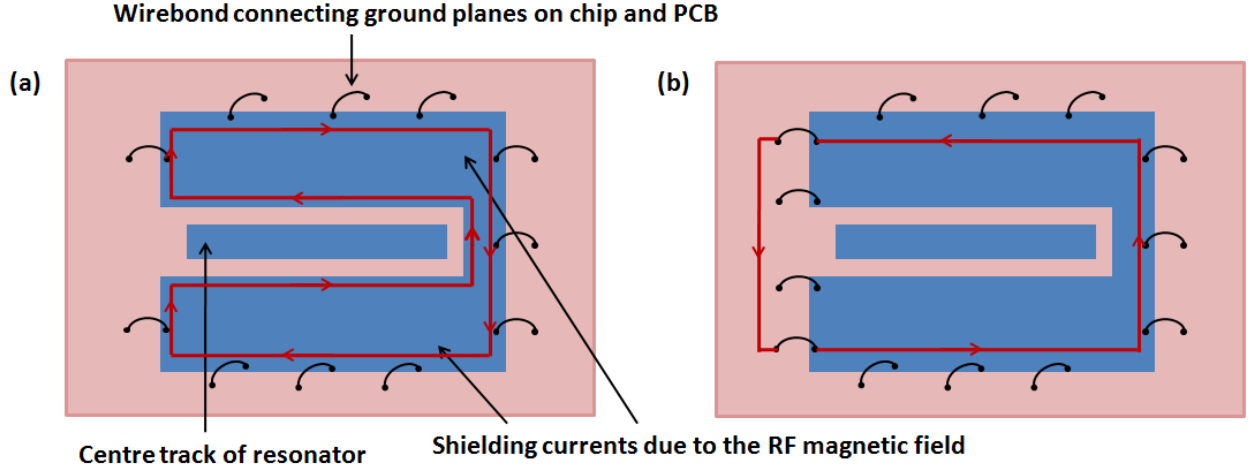 Wirebond connecting ground planes on chip and PCB
(a)
(b)
Centre track of resonator
Shielding currents due to the RF magnetic field